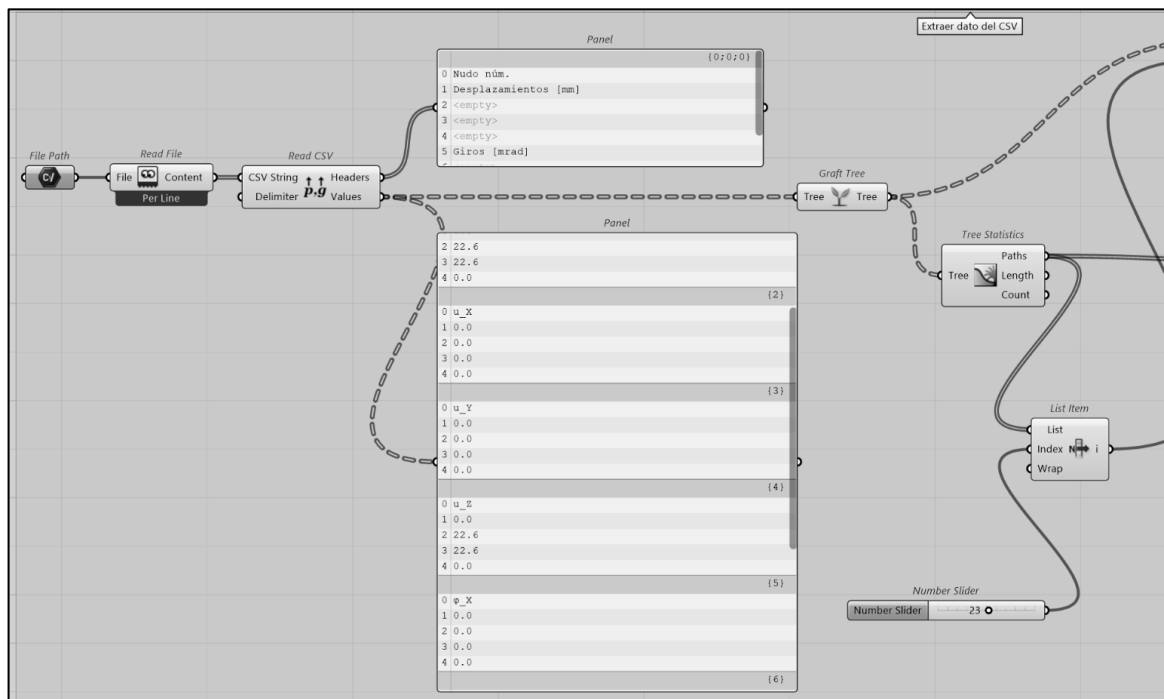 Extraer dato del CSV
Panel
{0;0;0}
0 Nudo núm.
1 Desplazamientos [mm]
2 <empty>
3 <empty>
4 <empty>
5 Giros [mrad]
File Path
C/
Read File
File Content
Per Line
Read CSV
CSV String Headers
Delimiter p,g Values
Graft Tree
Tree Tree
Panel
2 22.6
3 22.6
4 0.0
{2}
0 u_X
1 0.0
2 0.0
3 0.0
4 0.0
{3}
0 u_Y
1 0.0
2 0.0
3 0.0
4 0.0
{4}
0 u_Z
1 0.0
2 22.6
3 22.6
4 0.0
{5}
0 φ_X
1 0.0
2 0.0
3 0.0
4 0.0
{6}
Tree Statistics
Paths
Tree Length
Count
List Item
List
Index N i
Wrap
Number Slider
Number Slider 23